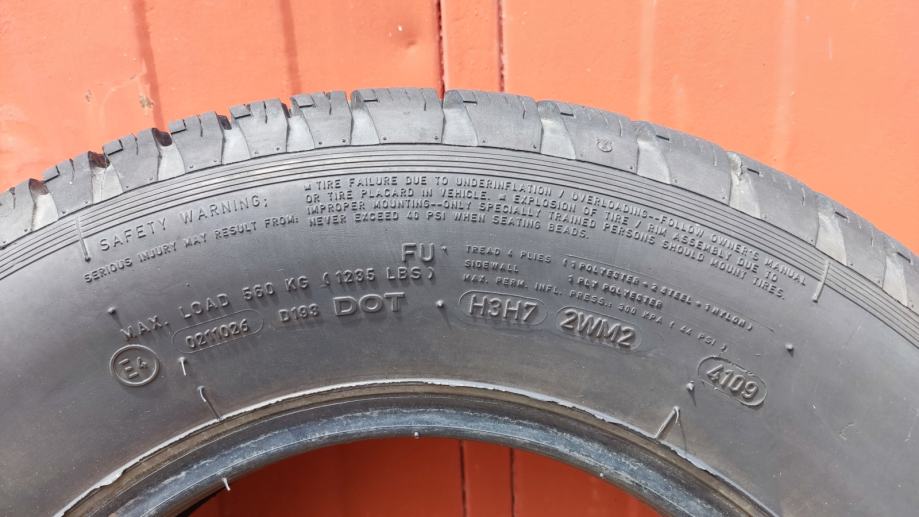 SAFETY WARNING:
SERIOUS INJURY MAY RESULT FROM:
TIRE FAILURE DUE TO UNDERINFLATION / OVERLOADING--FOLLOW OWNER'S MANUAL
OR TIRE PLACARD IN VEHICLE. EXPLOSION OF TIRE / RIM ASSEMBLY DUE TO
IMPROPER MOUNTING--ONLY SPECIALLY TRAINED PERSONS SHOULD MOUNT TIRES.
NEVER EXCEED 40 PSI WHEN SEATING BEADS.
FU
MAX. LOAD 560 KG (1235 LBS)
TREAD 4 PLIES (1 POLYESTER + 2 STEEL + 1 NYLON)
SIDEWALL 1 PLY POLYESTER
MAX. PERM. INFL. PRESS. 300 KPA (44 PSI)
E4
0211026
D193
DOT
H3H7
2WM2
4109